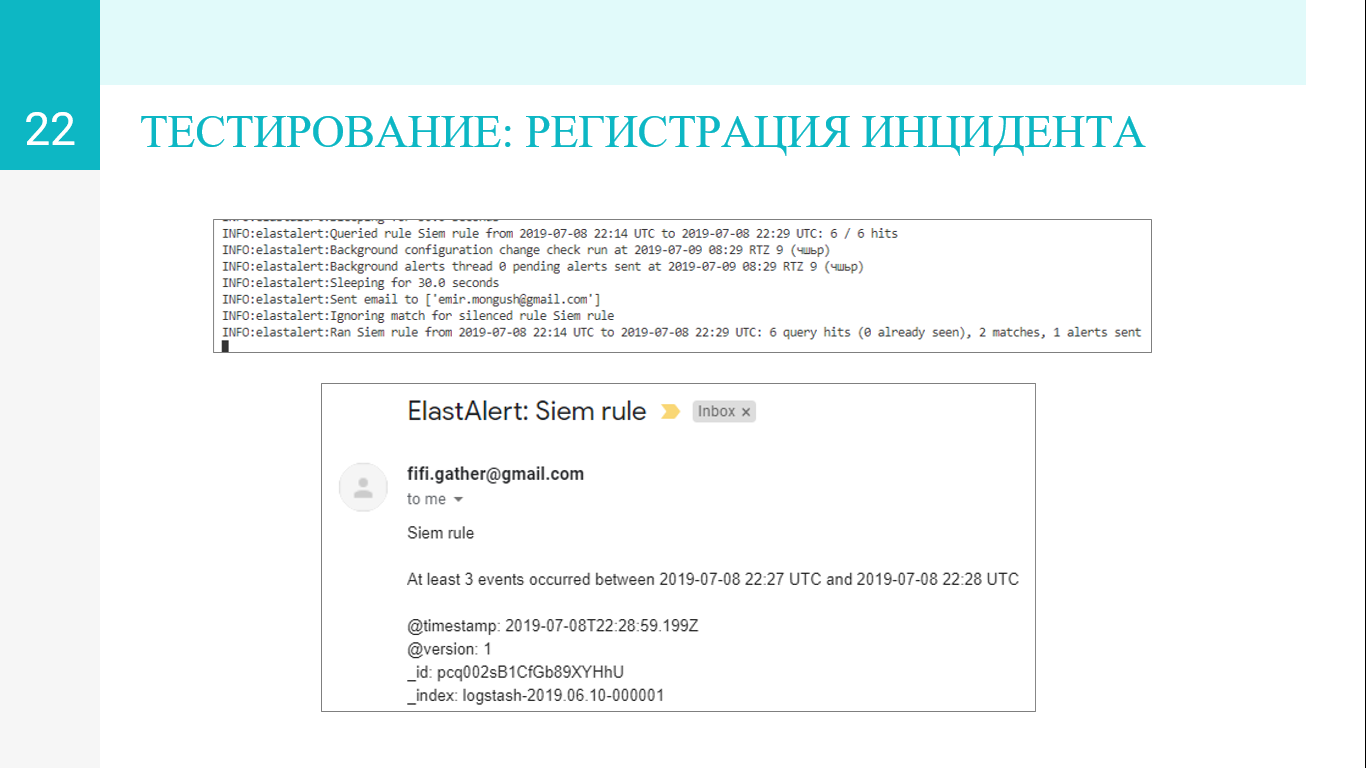 22
ТЕСТИРОВАНИЕ: РЕГИСТРАЦИЯ ИНЦИДЕНТА
INFO:elastalert:Sleeping for 30.0 seconds
INFO:elastalert:Queried rule Siem rule from 2019-07-08 22:14 UTC to 2019-07-08 22:29 UTC: 6 / 6 hits
INFO:elastalert:Background configuration change check run at 2019-07-09 08:29 RTZ 9 (чшьр)
INFO:elastalert:Background alerts thread 0 pending alerts sent at 2019-07-09 08:29 RTZ 9 (чшьр)
INFO:elastalert:Sleeping for 30.0 seconds
INFO:elastalert:Sent email to ['emir.mongush@gmail.com']
INFO:elastalert:Ignoring match for silenced rule Siem rule
INFO:elastalert:Ran Siem rule from 2019-07-08 22:14 UTC to 2019-07-08 22:29 UTC: 6 query hits (0 already seen), 2 matches, 1 alerts sent
ElastAlert: Siem rule Inbox x
fifi.gather@gmail.com
to me
Siem rule
At least 3 events occurred between 2019-07-08 22:27 UTC and 2019-07-08 22:28 UTC
@timestamp: 2019-07-08T22:28:59.199Z
@version: 1
_id: pcq002sB1CfGb89XYHhU
_index: logstash-2019.06.10-000001